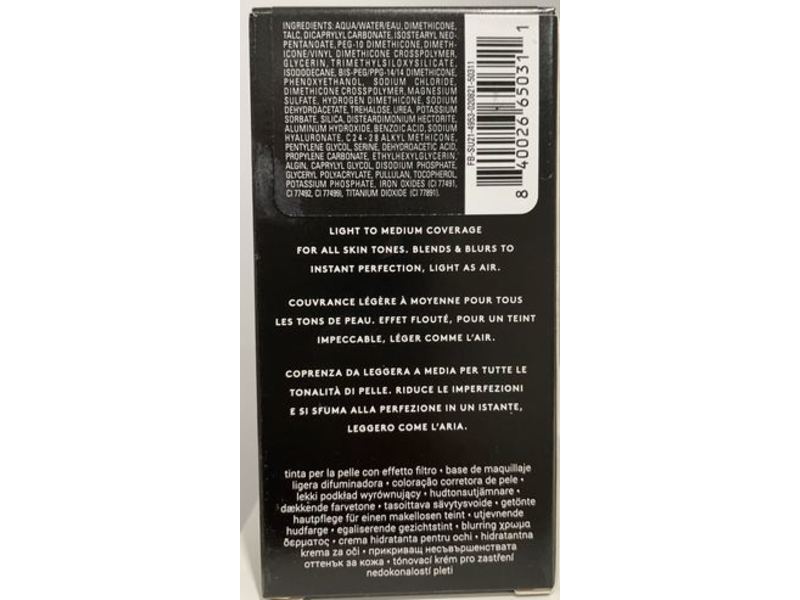 INGREDIENTS: AQUA/WATER/EAU, DIMETHICONE,
TALC, DICAPRYLYL CARBONATE, ISOSTEARYL NEO-
PENTANOATE, PEG-10 DIMETHICONE, DIMETH-
ICONE/VINYL DIMETHICONE CROSSPOLYMER,
GLYCERIN, TRIMETHYLSILOXYSILICATE,
ISODODECANE, BIS-PEG/PPG-14/14 DIMETHICONE,
PHENOXYETHANOL, SODIUM CHLORIDE,
DIMETHICONE CROSSPOLYMER, MAGNESIUM
SULFATE, HYDROGEN DIMETHICONE, SODIUM
DEHYDROACETATE, TREHALOSE, UREA, POTASSIUM
SORBATE, SILICA, DISTEARDIMONIUM HECTORITE,
ALUMINUM HYDROXIDE, BENZOIC ACID, SODIUM
HYALURONATE, C 24-28 ALKYL METHICONE,
PENTYLENE GLYCOL, SERINE, DEHYDROACETIC ACID,
PROPYLENE CARBONATE, ETHYLHEXYLGLYCERIN,
ALGIN, CAPRYLYL GLYCOL, DISODIUM PHOSPHATE,
GLYCERYL POLYACRYLATE, PULLULAN, TOCOPHEROL,
POTASSIUM PHOSPHATE, IRON OXIDES (CI 77491,
CI 77492, CI 77499), TITANIUM DIOXIDE (CI 77891).
FB-SU21-4953-020821-50311
8 40026 65031 1
LIGHT TO MEDIUM COVERAGE
FOR ALL SKIN TONES. BLENDS & BLURS TO
INSTANT PERFECTION, LIGHT AS AIR.
COUVRANCE LÉGÈRE À MOYENNE POUR TOUS
LES TONS DE PEAU. EFFET FLOUTÉ, POUR UN TEINT
IMPECCABLE, LÉGER COMME L'AIR.
COPRENZA DA LEGGERA A MEDIA PER TUTTE LE
TONALITÀ DI PELLE. RIDUCE LE IMPERFEZIONI
E SI SFUMA ALLA PERFEZIONE IN UN ISTANTE,
LEGGERO COME L'ARIA.
tinta per la pelle con effetto filtro • base de maquillaje
ligera difuminadora • coloração corretora de pele •
lekki podkład wyrównujący • hudtonsutjämnare •
dækkende farvetone • tasoittava sävytysvoide • getönte
hautpflege für einen makellosen teint • utjevnende
hudfarge • egaliserende gezichtstint • blurring χρωμα
δερματος • crema hidratanta pentru ochi • hidratantna
krema za oči • прикриващ несъвършенствата
оттенък за кожа • tónovací krém pro zastření
nedokonalostí pleti